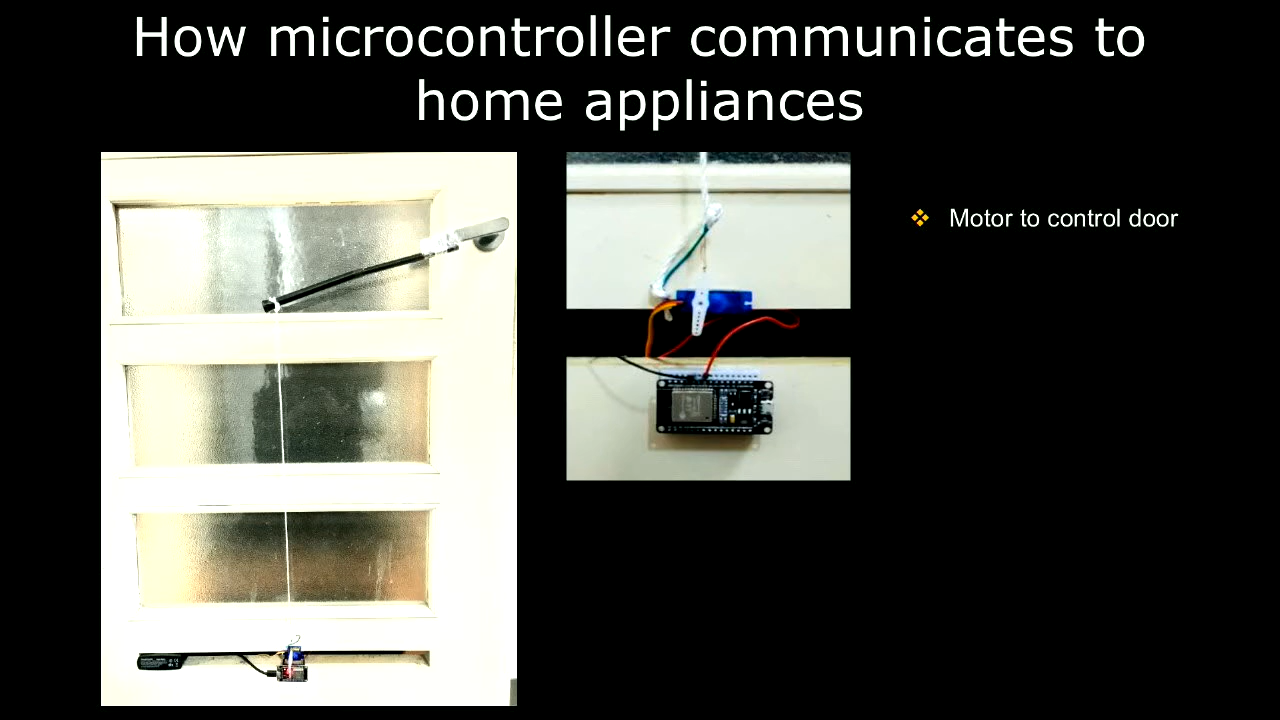 How microcontroller communicates to
home appliances
Motor to control door